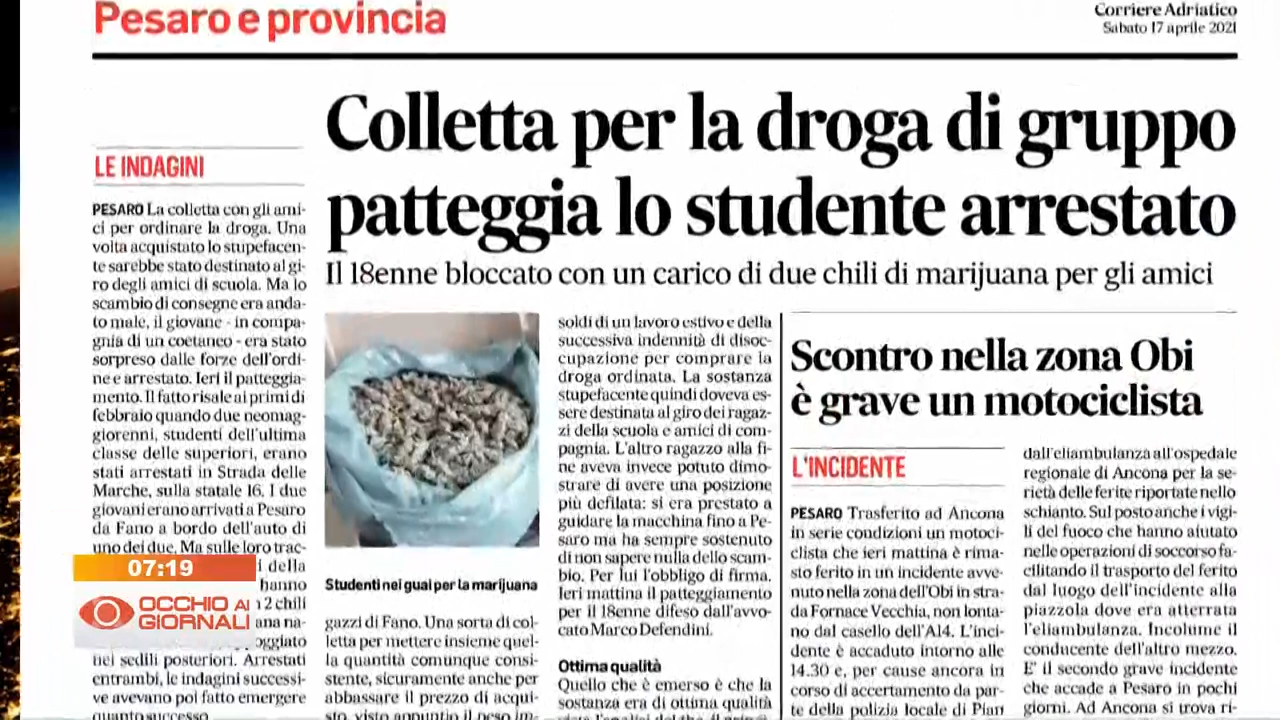 Pesaro e provincia
Corriere Adriatico
Sabato 17 aprile 2021
Colletta per la droga di gruppo
patteggia lo studente arrestato
Il 18enne bloccato con un carico di due chili di marijuana per gli amici
LE INDAGINI
PESARO La colletta con gli ami-
ci per ordinare la droga. Una
volta acquistato lo stupefacen-
te sarebbe stato destinato al gi-
ro degli amici di scuola. Ma lo
scambio di consegne era anda-
to male, il giovane - in compa-
gnia di un coetaneo - era stato
sorpreso dalle forze dell'ordi-
ne e arrestato. Ieri il patteggia-
mento. Il fatto risale ai primi di
febbraio quando due neomag-
giorenni, studenti dell'ultima
classe delle superiori, erano
stati arrestati in Strada delle
Marche, sulla statale 16. I due
giovani erano arrivati a Pesaro
da Fano a bordo dell'auto di
uno dei due. Ma sulle loro trac-
i della
hanno
2 chili
ana na-
oggiato
nei sedili posteriori. Arrestati
entrambi, le indagini successi-
ve avevano poi fatto emergere
quanto successo
07:19
OCCHIO AI
GIORNALI
Studenti nei guai per la marijuana
gazzi di Fano. Una sorta di col-
letta per mettere insieme quel-
la quantità comunque consi-
stente, sicuramente anche per
abbassare il prezzo di acqui-
sto, visto appunto il peso im-
soldi di un lavoro estivo e della
successiva indennità di disoc-
cupazione per comprare la
droga ordinata. La sostanza
stupefacente quindi doveva es-
sere destinata al giro dei ragaz-
zi della scuola e amici di com-
pagnia. L'altro ragazzo alla fi-
ne aveva invece potuto dimo-
strare di avere una posizione
più defilata: si era prestato a
guidare la macchina fino a Pe-
saro ma ha sempre sostenuto
di non sapere nulla dello scam-
bio. Per lui l'obbligo di firma.
Ieri mattina il patteggiamento
per il 18enne difeso dall'avvo-
cato Marco Defendini.
Ottima qualità
Quello che è emerso è che la
sostanza era di ottima qualità
Scontro nella zona Obi
è grave un motociclista
L'INCIDENTE
PESARO Trasferito ad Ancona
in serie condizioni un motoci-
clista che ieri mattina è rima-
sto ferito in un incidente avve-
nuto nella zona dell'Obi in stra-
da Fornace Vecchia, non lonta-
no dal casello dell'A14. L'inci-
dente è accaduto intorno alle
14.30 e, per cause ancora in
corso di accertamento da par-
te della polizia locale di Pian
dall'eliambulanza all'ospedale
regionale di Ancona per la se-
rietà delle ferite riportate nello
schianto. Sul posto anche i vigi-
li del fuoco che hanno aiutato
nelle operazioni di soccorso fa-
cilitando il trasporto del ferito
dal luogo dell'incidente alla
piazzola dove era atterrata
l'eliambulanza. Incolume il
conducente dell'altro mezzo.
E' il secondo grave incidente
che accade a Pesaro in pochi
giorni. Ad Ancona si trova ri-